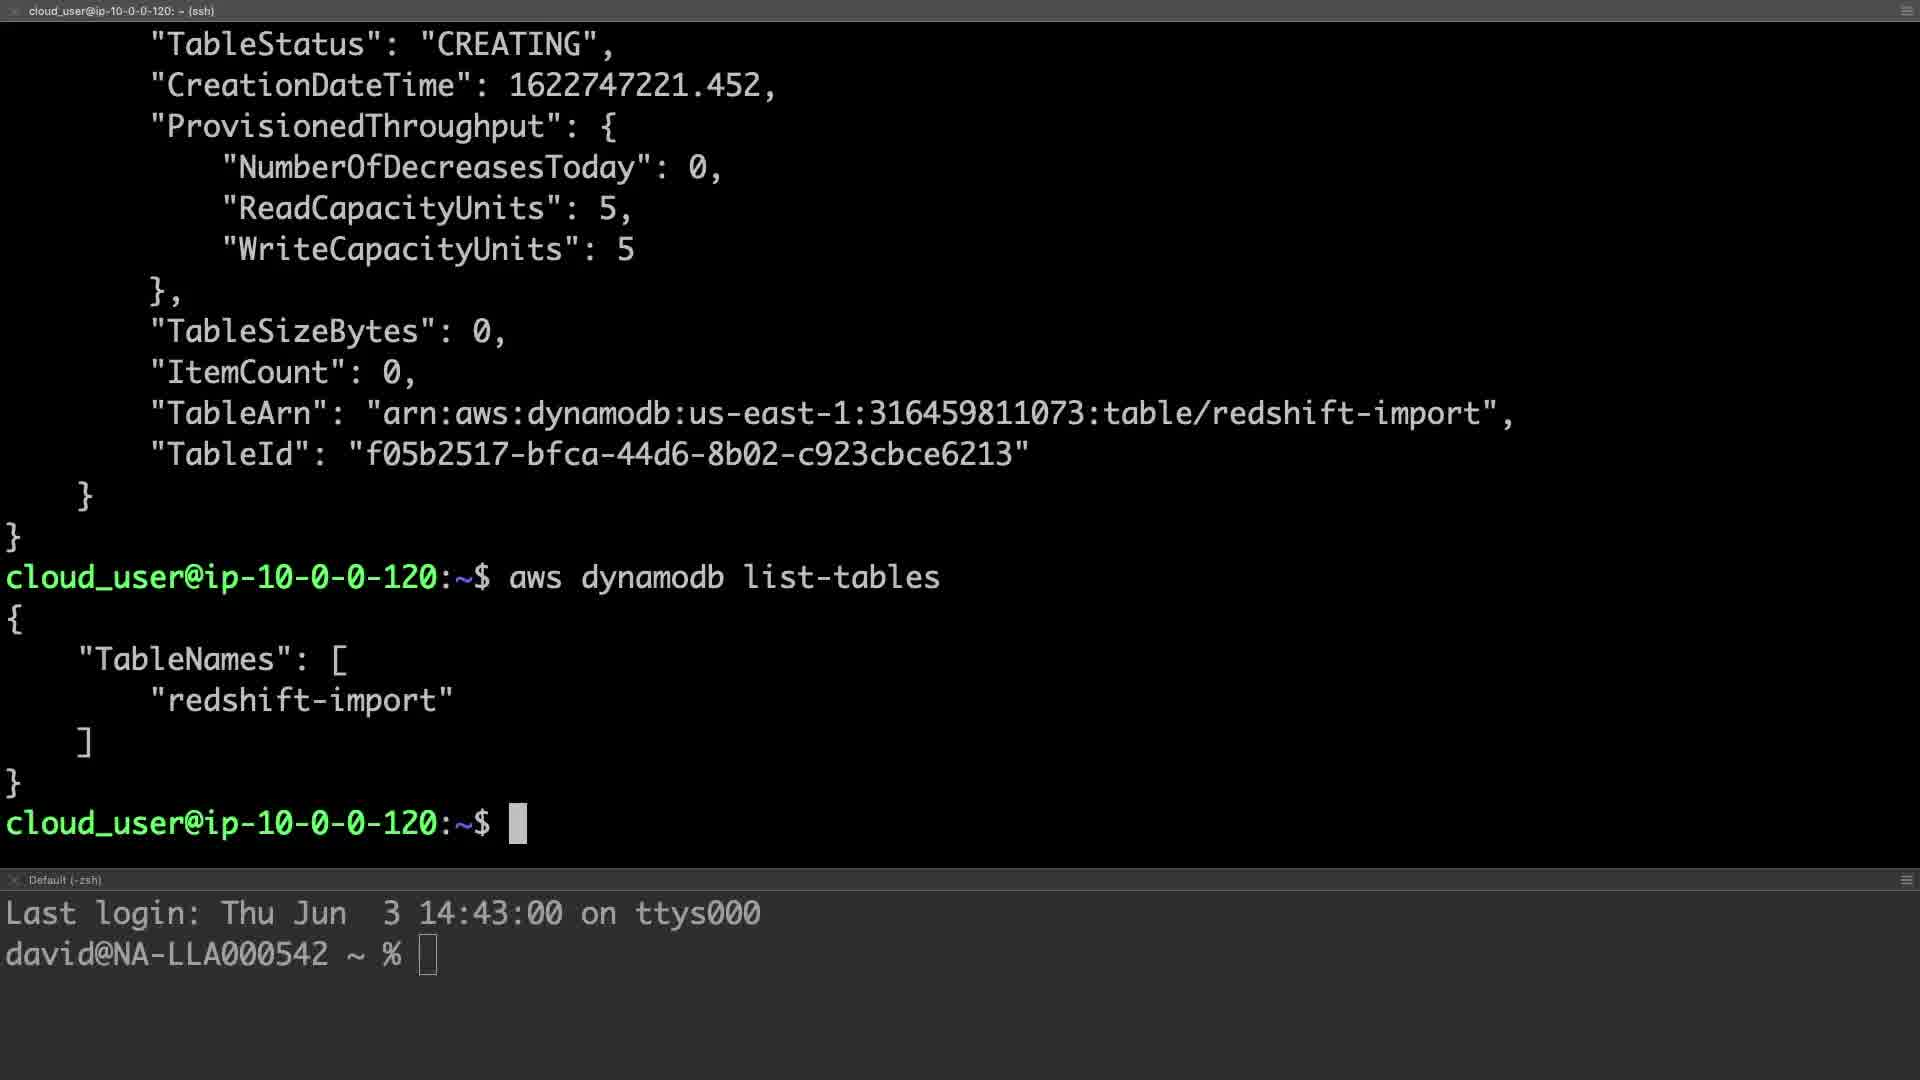 cloud_user@ip-10-0-0-120: ~ (ssh)
"TableStatus": "CREATING",
"CreationDateTime": 1622747221.452,
"ProvisionedThroughput": {
"NumberOfDecreasesToday": 0,
"ReadCapacityUnits": 5,
"WriteCapacityUnits": 5
},
"TableSizeBytes": 0,
"ItemCount": 0,
"TableArn": "arn:aws:dynamodb:us-east-1:316459811073:table/redshift-import",
"TableId": "f05b2517-bfca-44d6-8b02-c923cbce6213"
}
}
cloud_user@ip-10-0-0-120:~$ aws dynamodb list-tables
{
"TableNames": [
"redshift-import"
]
}
cloud_user@ip-10-0-0-120:~$
Default (-zsh)
Last login: Thu Jun  3 14:43:00 on ttys000
david@NA-LLA000542 ~ %